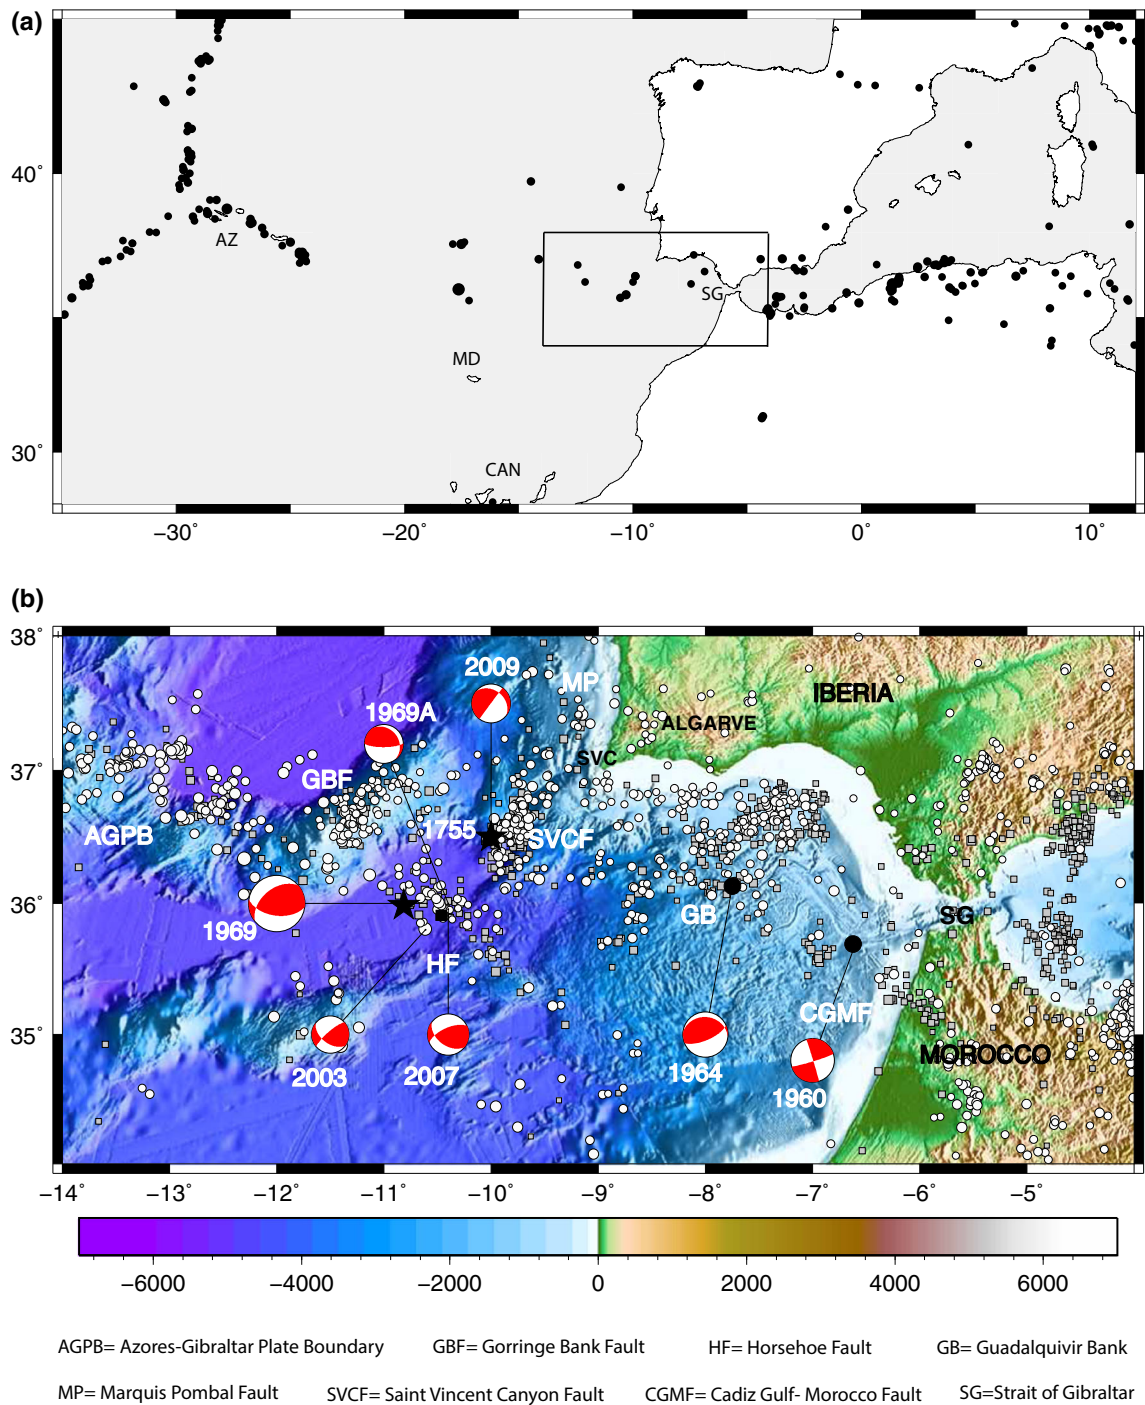 (a)
40˚
30˚
AZ
MD
CAN
SG
−30˚ −20˚ −10˚ 0˚ 10˚
(b)
38˚
37˚
36˚
35˚
2009
MP
IBERIA
1969A
ALGARVE
SVC
GBF
1755
AGPB
SVCF
GB
SG
1969
HF
CGMF
MOROCCO
2003
2007
1964
1960
−14˚ −13 −12 −11 −10 −9 −8 −7 −6 −5
−6000 −4000 −2000 0 2000 4000 6000
AGPB= Azores-Gibraltar Plate Boundary GBF= Gorringe Bank Fault HF= Horsehoe Fault GB= Guadalquivir Bank
MP= Marquis Pombal Fault SVCF= Saint Vincent Canyon Fault CGMF= Cadiz Gulf- Morocco Fault SG=Strait of Gibraltar